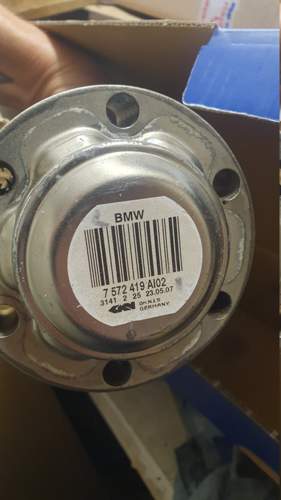 BMW
7 572 419 AI02
3141 2 25 23.05.07
GKN
GERMANY